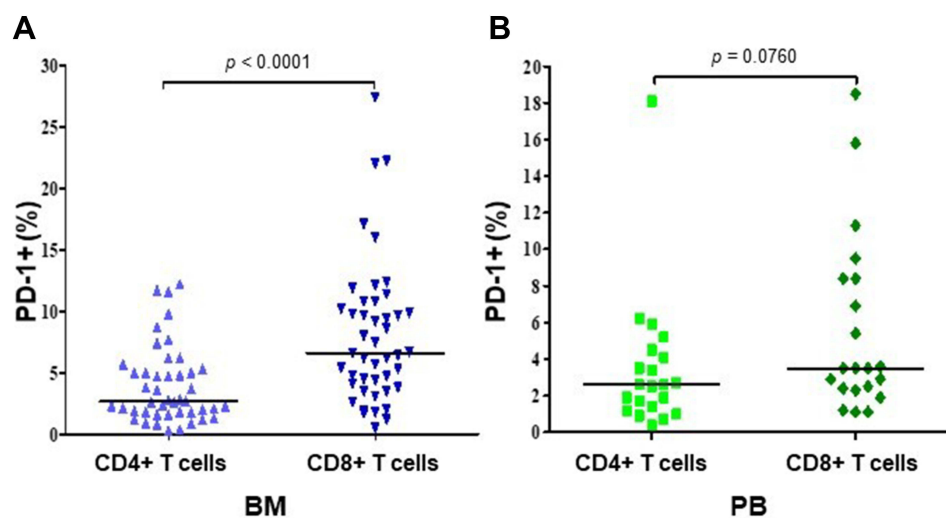 A
p < 0.0001
30
25
20
15
10
5
0
PD-1+ (%)
CD4+ T cells
CD8+ T cells
BM
B
p = 0.0760
20
18
16
14
12
10
8
6
4
2
0
PD-1+ (%)
CD4+ T cells
CD8+ T cells
PB